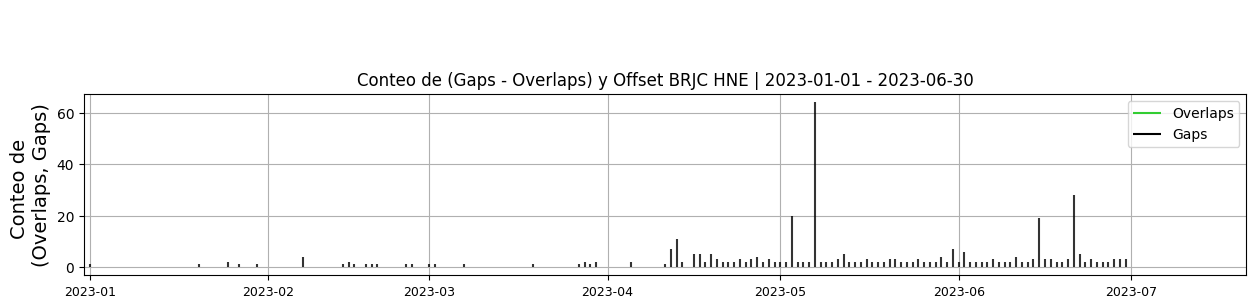 Conteo de (Gaps - Overlaps) y Offset BRJC HNE | 2023-01-01 - 2023-06-30
Conteo de
(Overlaps, Gaps)
60
40
20
0
Overlaps
Gaps
2023-01
2023-02
2023-03
2023-04
2023-05
2023-06
2023-07